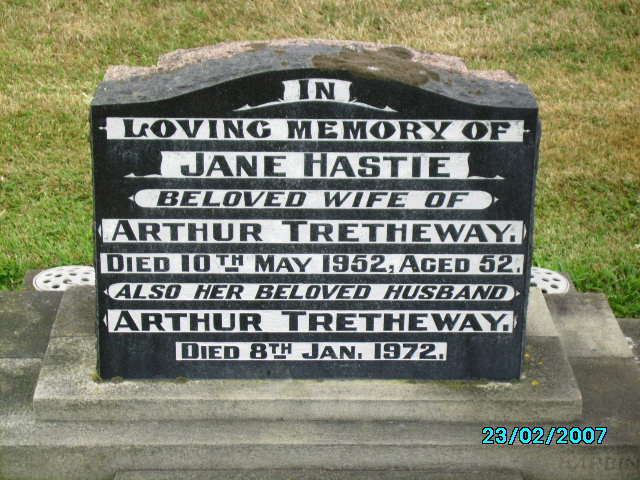 IN
LOVING MEMORY OF
JANE HASTIE
BELOVED WIFE OF
ARTHUR TRETHEWAY.
DIED 10TH MAY 1952, AGED 52.
ALSO HER BELOVED HUSBAND
ARTHUR TRETHEWAY.
DIED 8TH JAN, 1972.
23/02/2007